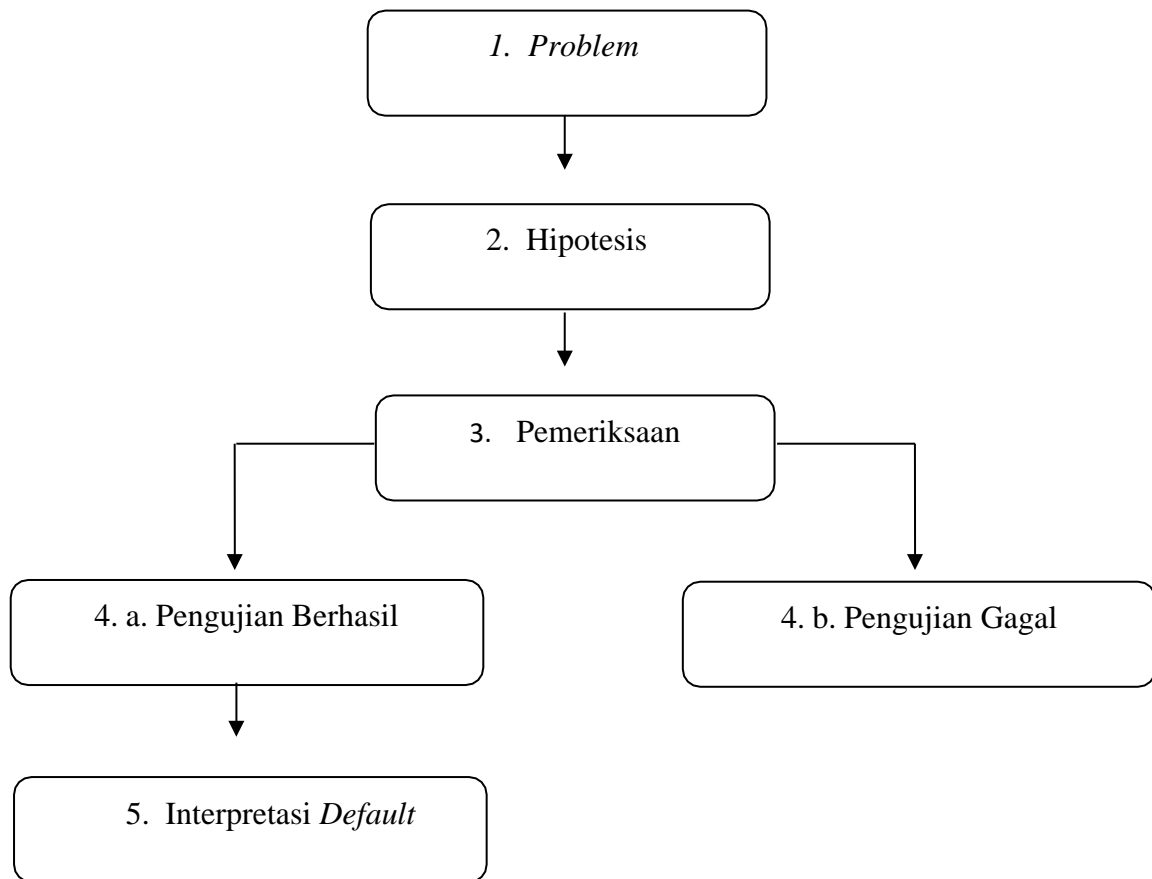 1. Problem
2. Hipotesis
3. Pemeriksaan
4. a. Pengujian Berhasil
4. b. Pengujian Gagal
5. Interpretasi Default